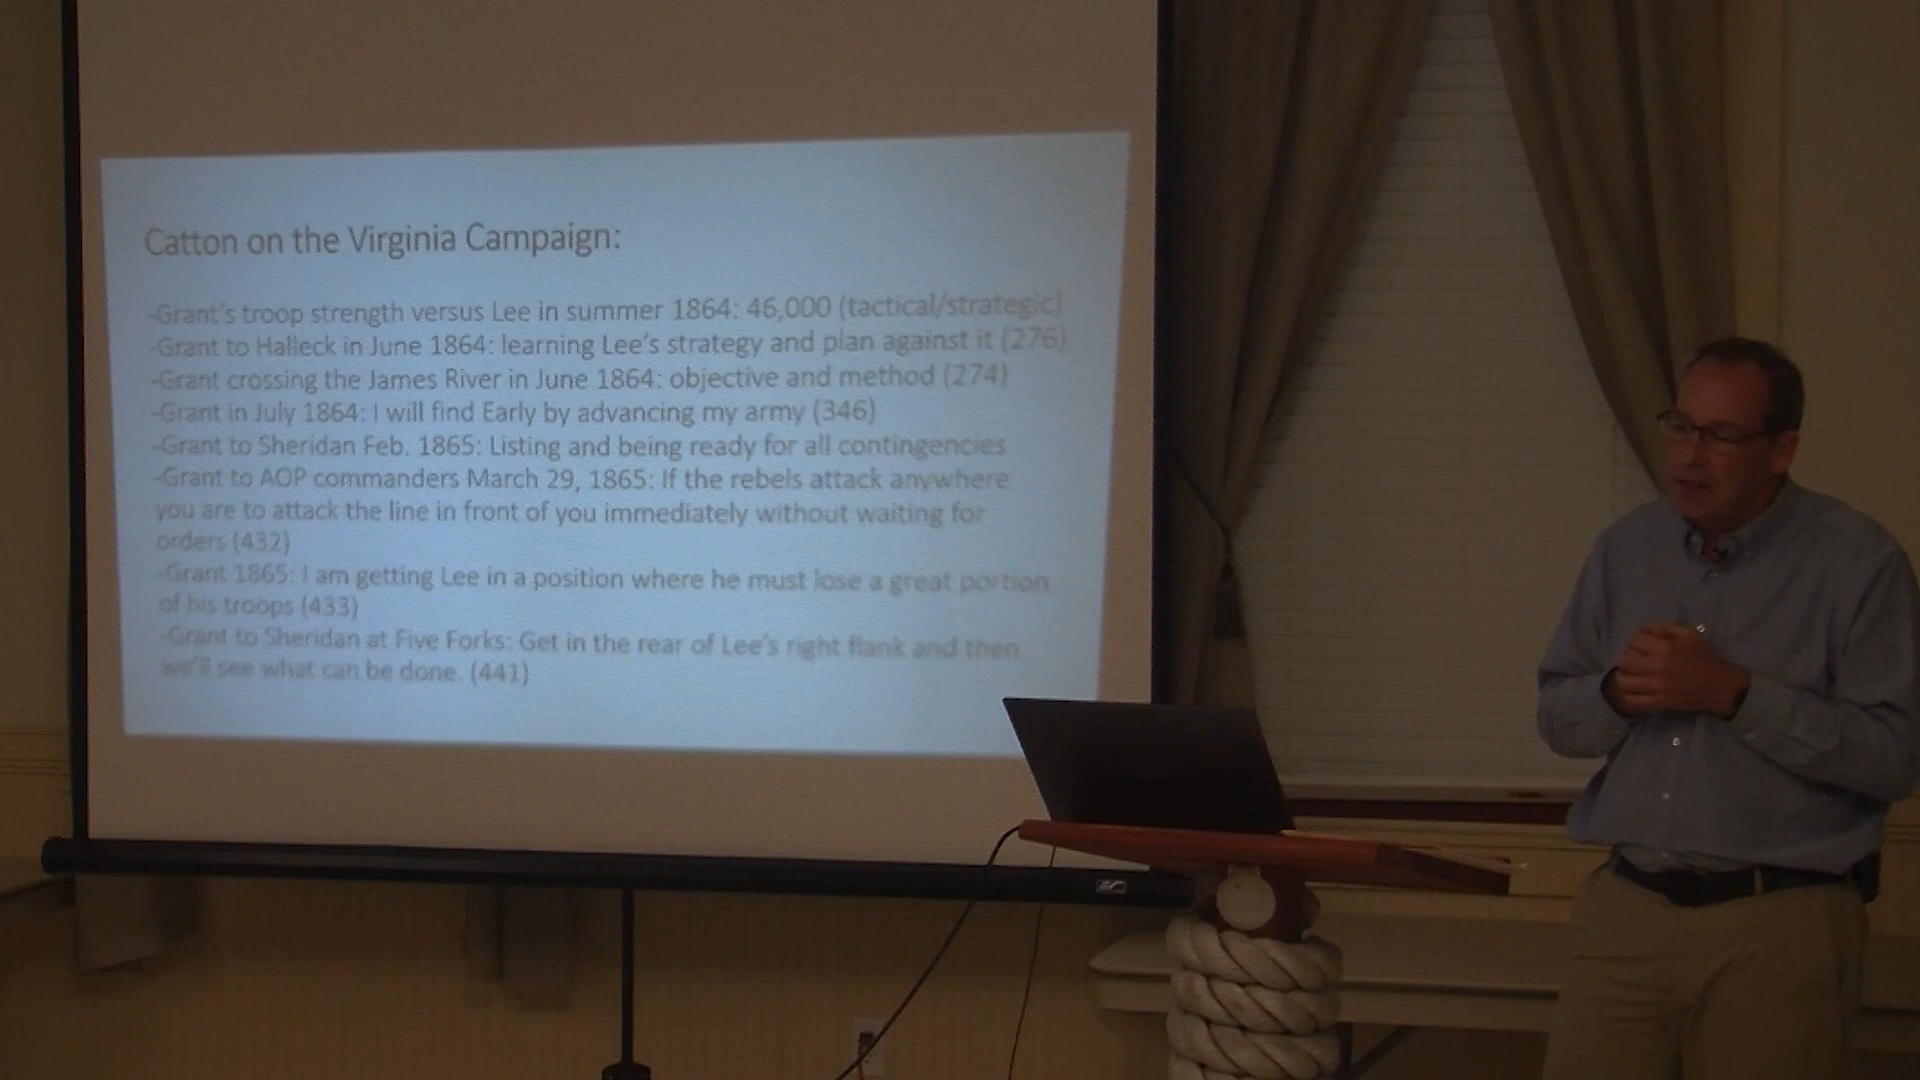 Catton on the Virginia Campaign:
-Grant's troop strength versus Lee in summer 1864: 46,000 (tactical/strategic)
-Grant to Halleck in June 1864: learning Lee's strategy and plan against it (276)
-Grant crossing the James River in June 1864: objective and method (274)
-Grant in July 1864: I will find Early by advancing my army (346)
-Grant to Sheridan Feb. 1865: Listing and being ready for all contingencies
-Grant to AOP commanders March 29, 1865: If the rebels attack anywhere
you are to attack the line in front of you immediately without waiting for
orders (432)
-Grant 1865: I am getting Lee in a position where he must lose a great portion
of his troops (433)
-Grant to Sheridan at Five Forks: Get in the rear of Lee's right flank and then
we'll see what can be done. (441)